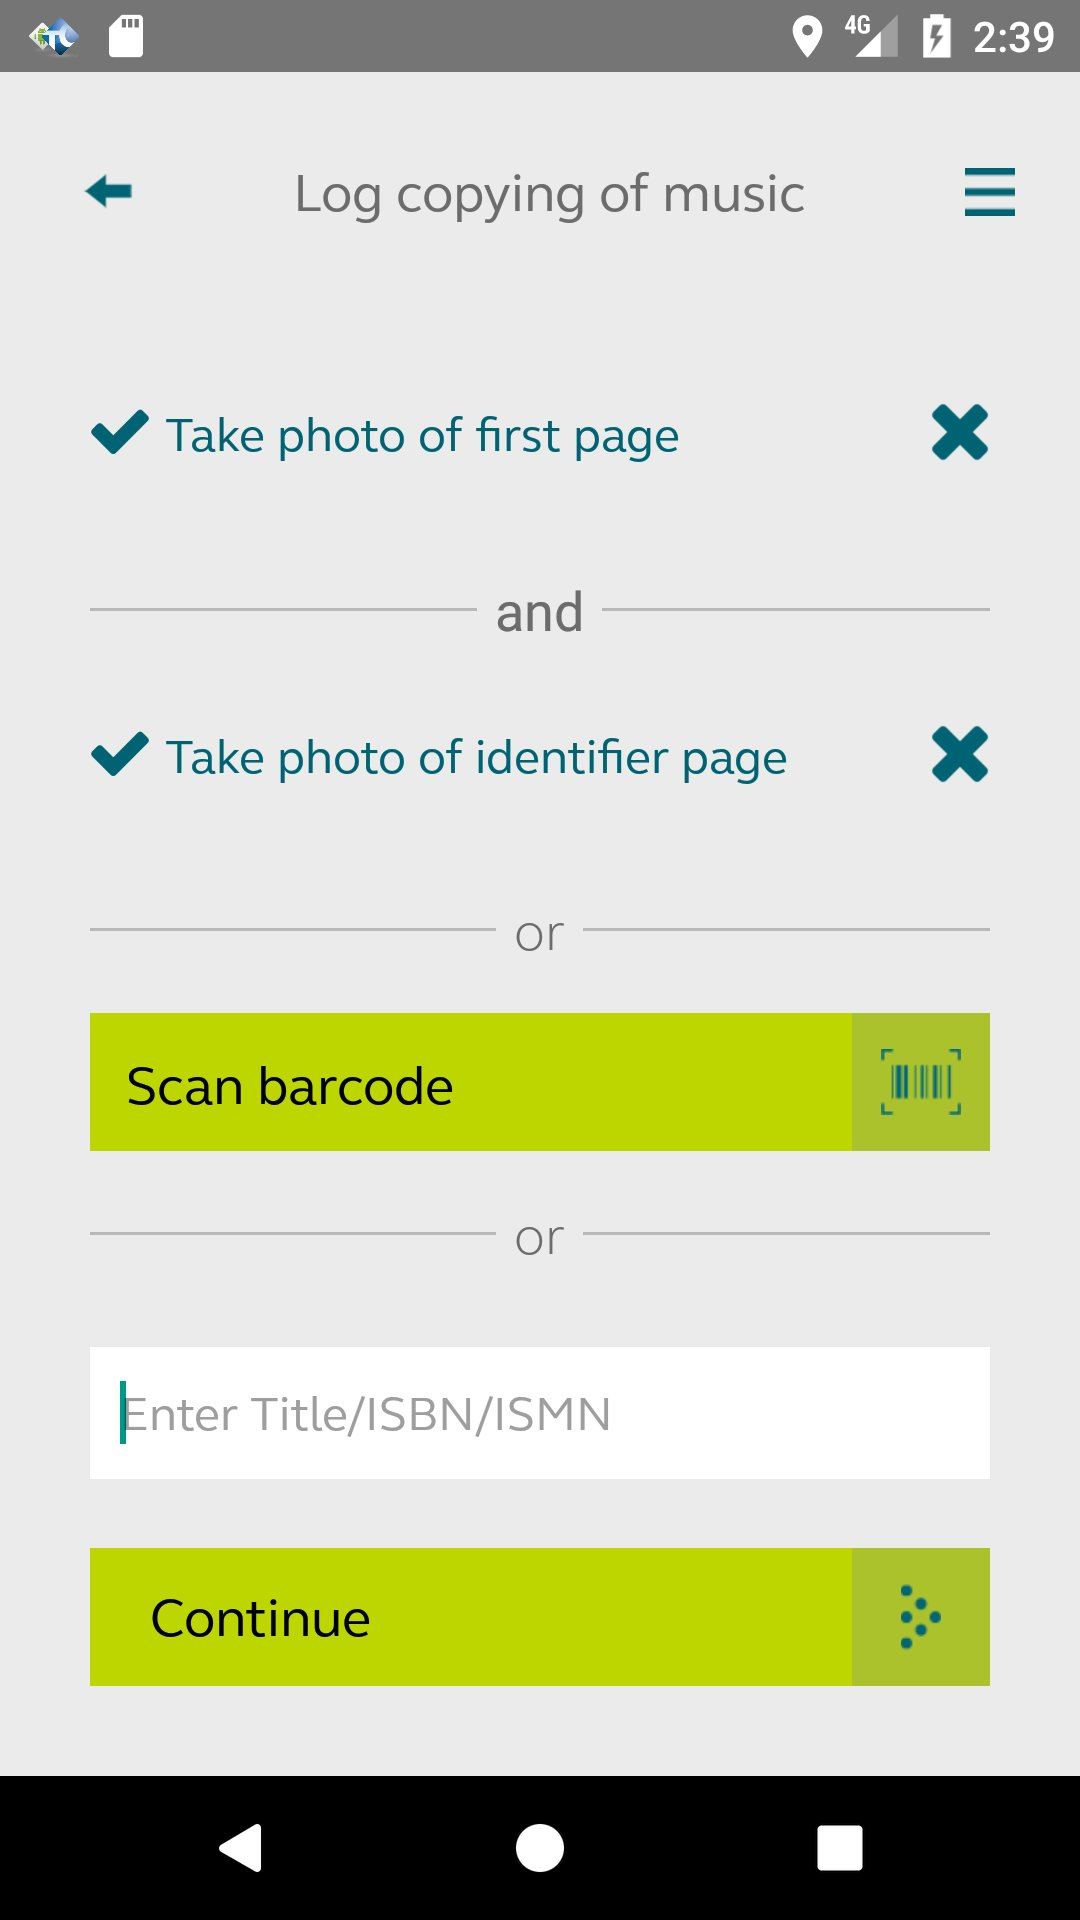 4G 2:39
Log copying of music
Take photo of first page
and
Take photo of identifier page
or
Scan barcode
or
Enter Title/ISBN/ISMN
Continue